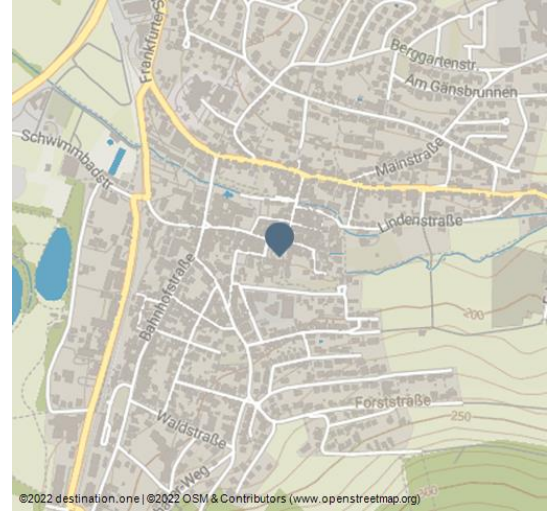 Frankfurter S
Berggartenstr.
Am Gänsbrunnen
Schwimmbadstr.
Mainstraße
Lindenstraße
Bahnhofstraße
200
Forststraße
250
Waldstraße
-Weg
©2022 destination.one | ©2022 OSM & Contributors (www.openstreetmap.org)